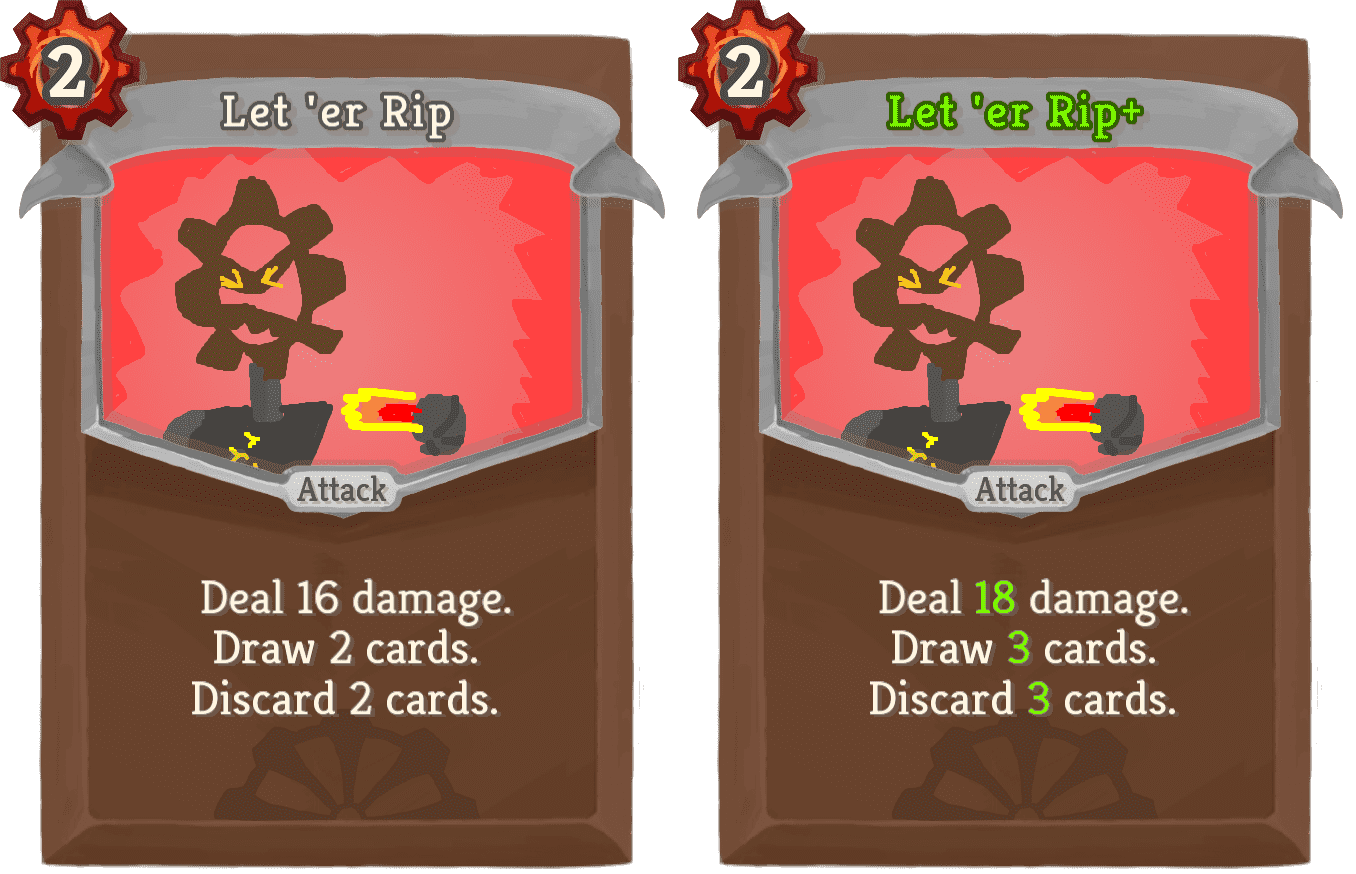 2
Let 'er Rip
Attack
Deal 16 damage.
Draw 2 cards.
Discard 2 cards.
2
Let 'er Rip+
Attack
Deal 18 damage.
Draw 3 cards.
Discard 3 cards.